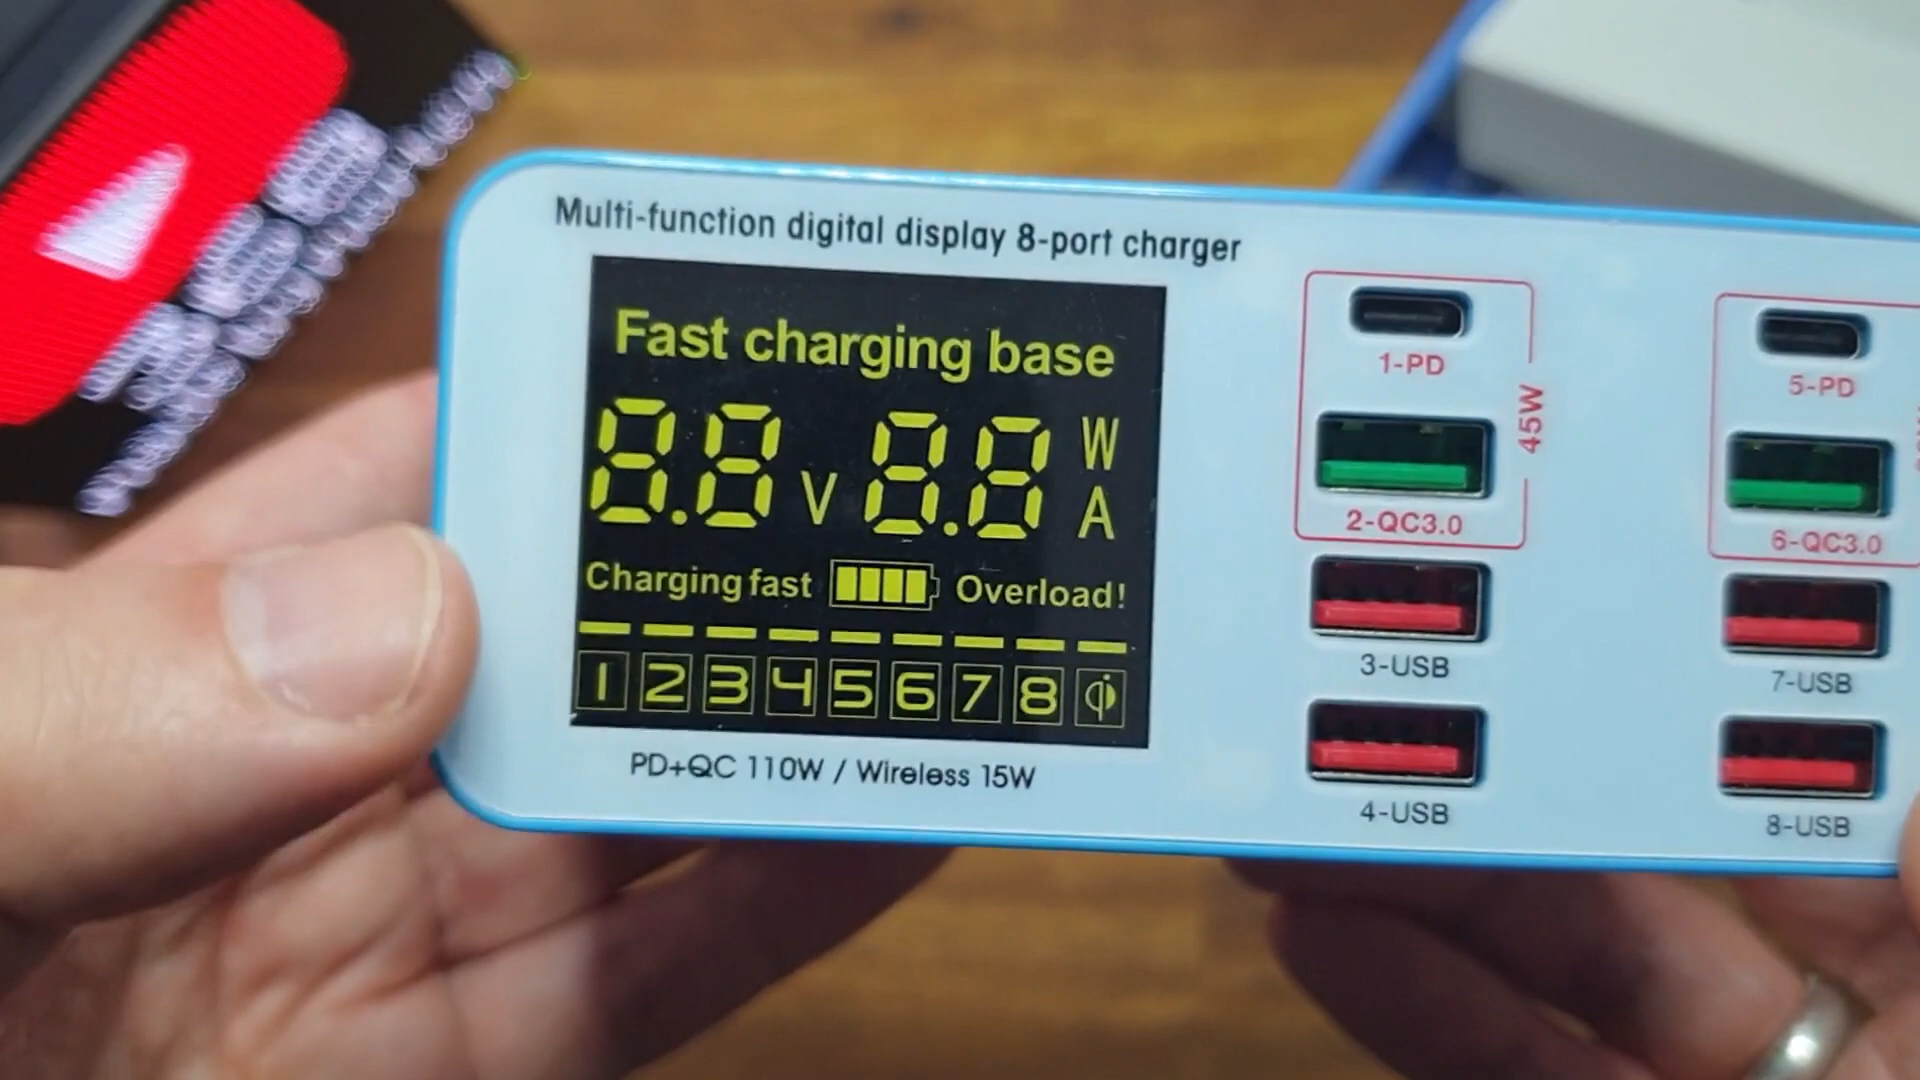 Multi-function digital display 8-port charger
Fast charging base
8.8 V 8.8 W A
Charging fast Overload!
1 2 3 4 5 6 7 8
PD+QC 110W / Wireless 15W
1-PD
2-QC3.0
45W
3-USB
4-USB
5-PD
6-QC3.0
7-USB
8-USB